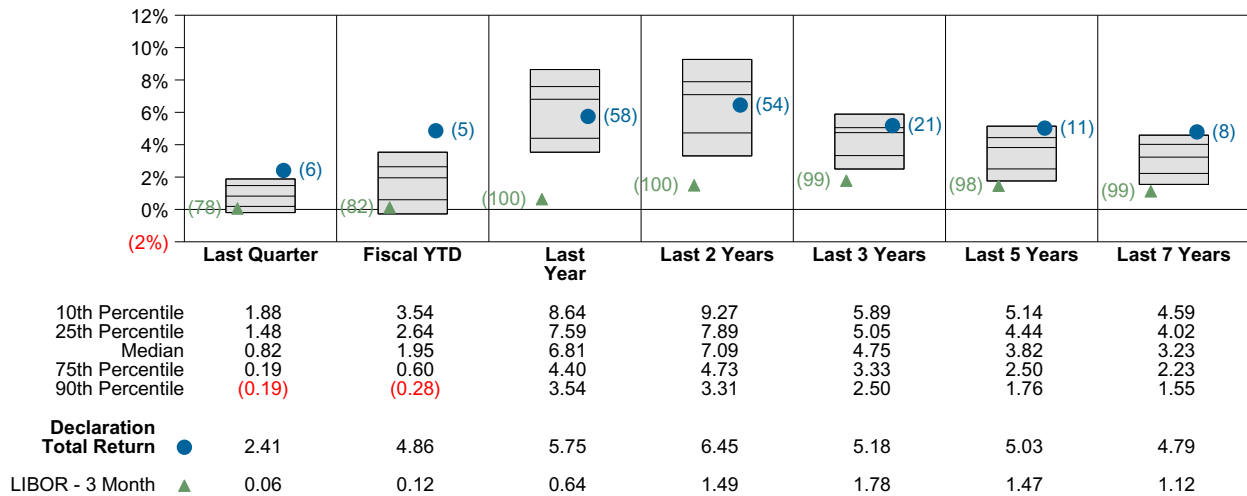 12%
10%
8%
6%
4%
2%
0%
(2%)
(78)
(6)
(82)
(5)
(100)
(58)
(100)
(54)
(99)
(21)
(98)
(11)
(99)
(8)
Last Quarter Fiscal YTD Last Year Last 2 Years Last 3 Years Last 5 Years Last 7 Years
10th Percentile 1.88 3.54 8.64 9.27 5.89 5.14 4.59
25th Percentile 1.48 2.64 7.59 7.89 5.05 4.44 4.02
Median 0.82 1.95 6.81 7.09 4.75 3.82 3.23
75th Percentile 0.19 0.60 4.40 4.73 3.33 2.50 2.23
90th Percentile (0.19) (0.28) 3.54 3.31 2.50 1.76 1.55
Declaration
Total Return 2.41 4.86 5.75 6.45 5.18 5.03 4.79
LIBOR - 3 Month 0.06 0.12 0.64 1.49 1.78 1.47 1.12